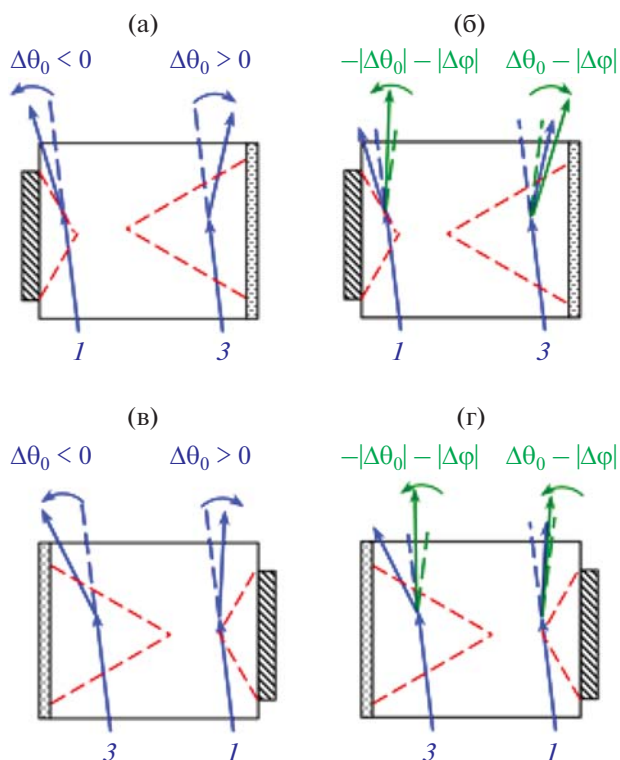 (а)
(б)
Δθ₀ < 0
Δθ₀ > 0
−|Δθ₀| − |Δφ|
Δθ₀ − |Δφ|
1
3
1
3
(в)
(г)
Δθ₀ < 0
Δθ₀ > 0
−|Δθ₀| − |Δφ|
Δθ₀ − |Δφ|
3
1
3
1